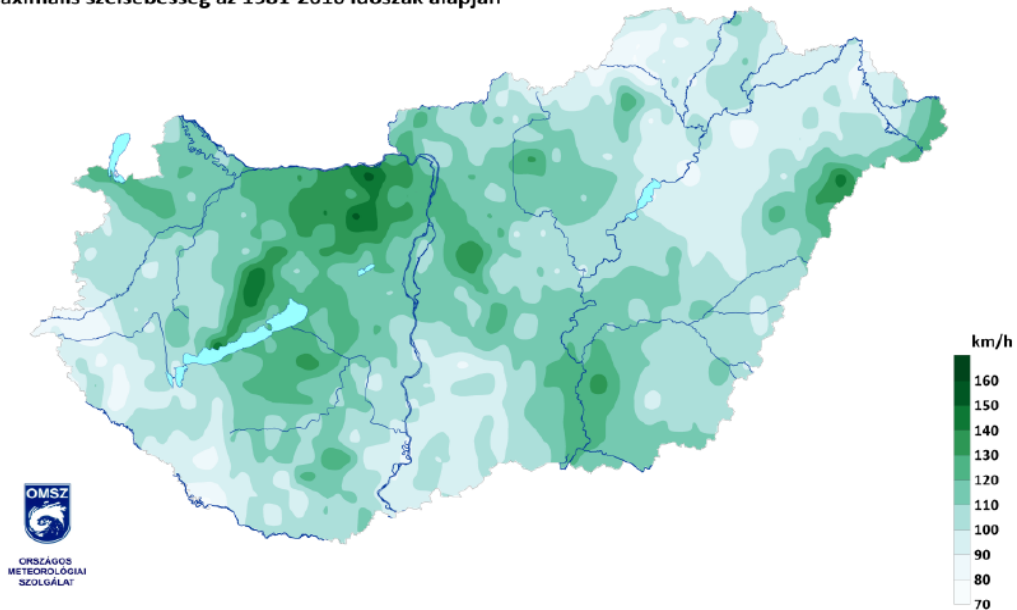 aximális szélsebesség az 1981-2010 időszak alapján
km/h
160
150
140
130
120
110
100
90
80
70
OMSZ
ORSZÁGOS
METEOROLÓGIAI
SZOLGÁLAT